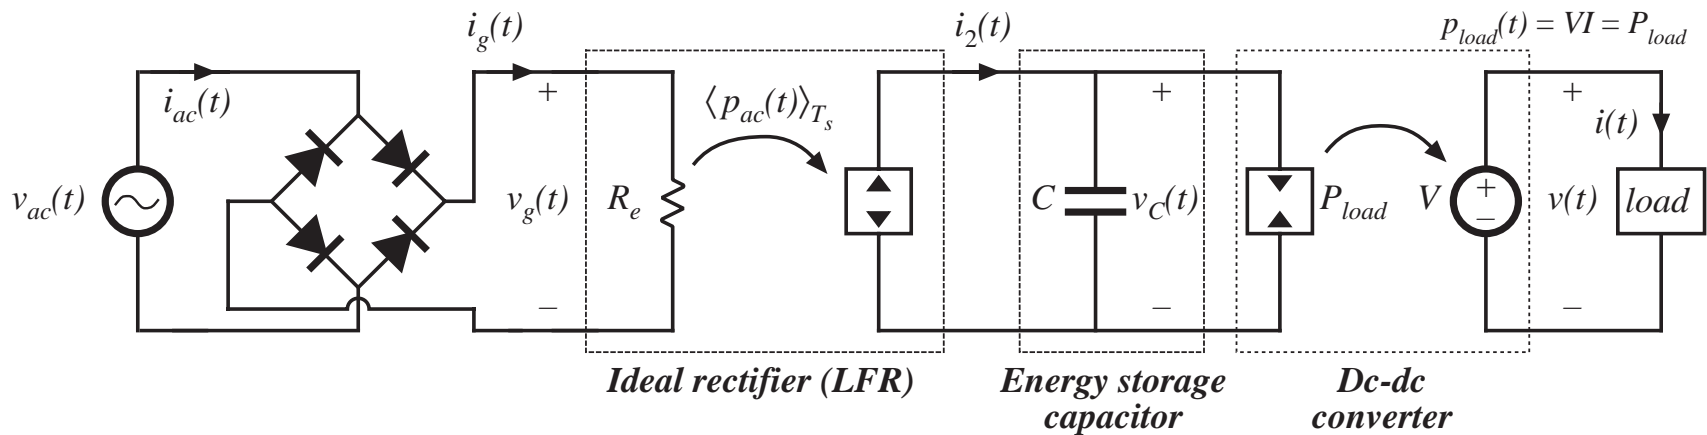 p_load(t) = VI = P_load
i_g(t)
i_2(t)
i_ac(t)
+
⟨p_ac(t)⟩_T_s
+
+
i(t)
v_ac(t)
v_g(t)
R_e
C
v_C(t)
P_load
V
+
–
v(t)
load
–
–
–
Ideal rectifier (LFR)
Energy storage
capacitor
Dc-dc
converter